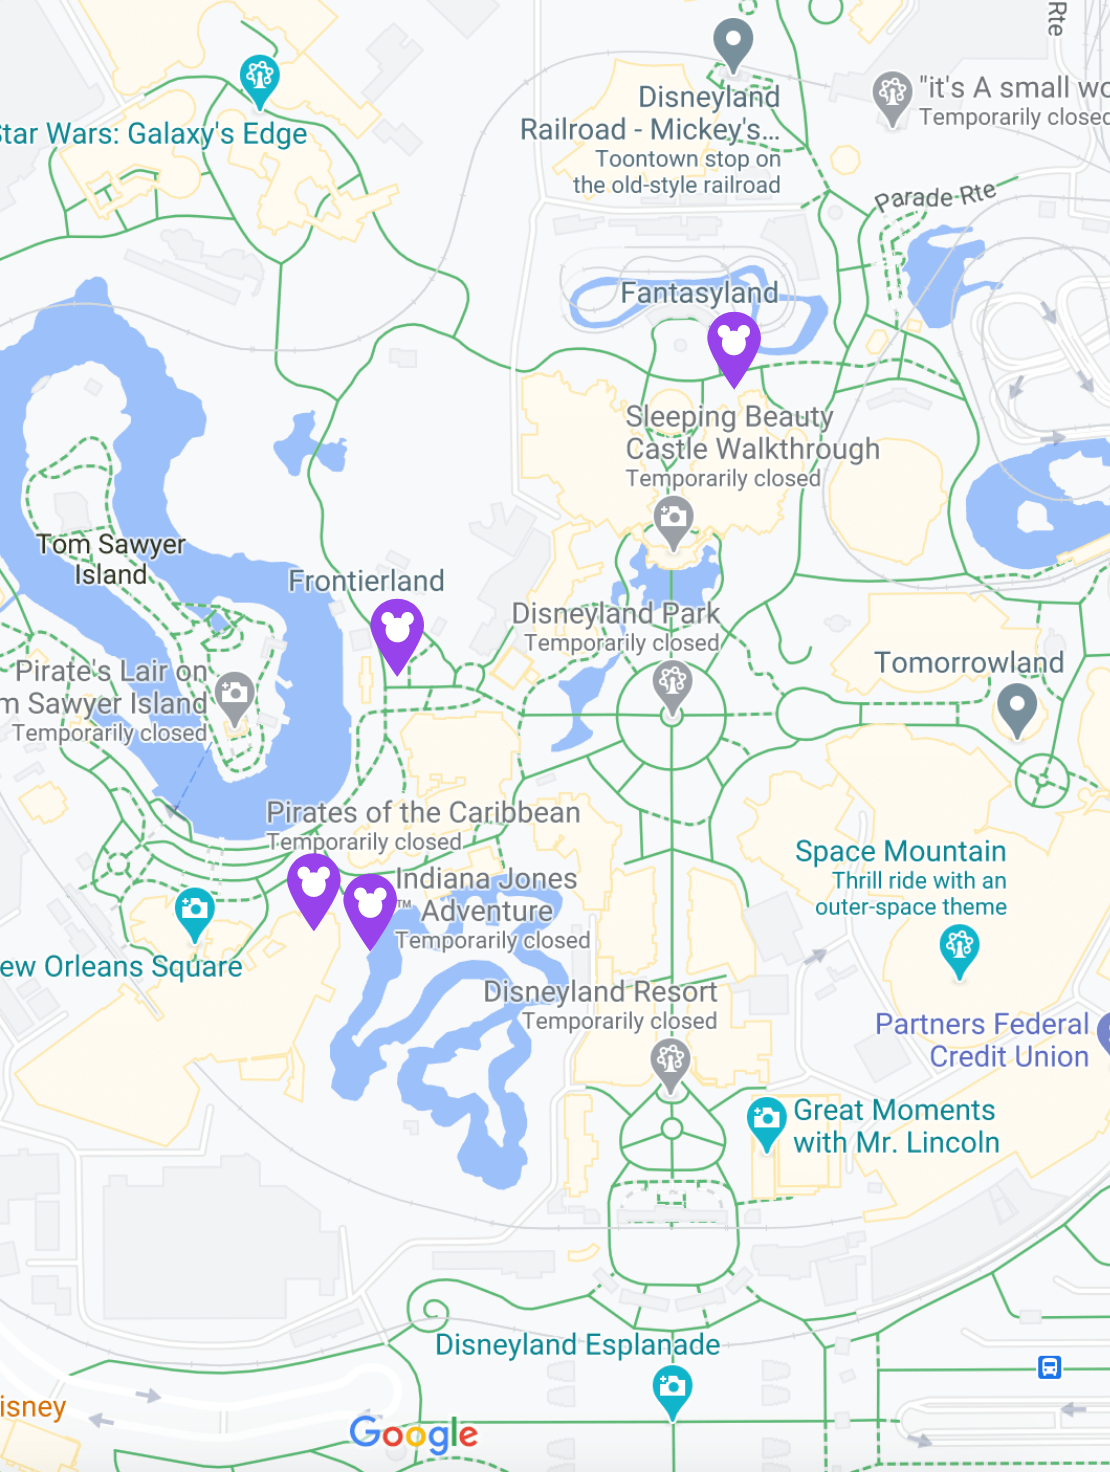 Rte
Disneyland
Railroad - Mickey's...
Toontown stop on
the old-style railroad
"it's A small wo
Temporarily closed
Star Wars: Galaxy's Edge
Parade Rte
Fantasyland
Sleeping Beauty
Castle Walkthrough
Temporarily closed
Tom Sawyer
Island
Frontierland
Disneyland Park
Temporarily closed
Tomorrowland
Pirate's Lair on
m Sawyer Island
Temporarily closed
Pirates of the Caribbean
Temporarily closed
Indiana Jones
™ Adventure
Temporarily closed
Space Mountain
Thrill ride with an
outer-space theme
ew Orleans Square
Disneyland Resort
Temporarily closed
Partners Federal
Credit Union
Great Moments
with Mr. Lincoln
Disneyland Esplanade
isney
Google